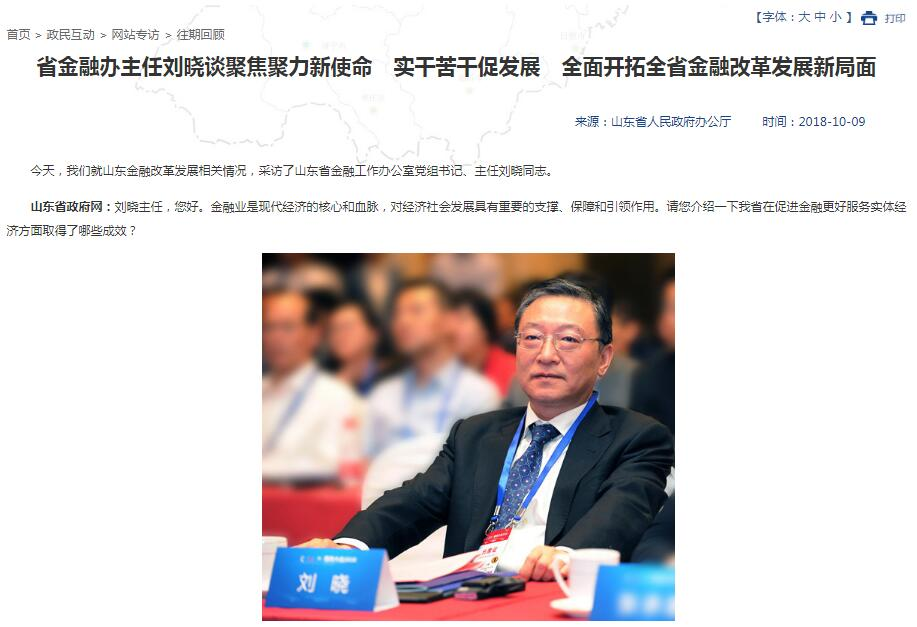 【字体：大 中 小 】 打印
首页 > 政民互动 > 网站专访 > 往期回顾
省金融办主任刘晓谈聚焦聚力新使命　实干苦干促发展　全面开拓全省金融改革发展新局面
来源：山东省人民政府办公厅 时间：2018-10-09
今天，我们就山东金融改革发展相关情况，采访了山东省金融工作办公室党组书记、主任刘晓同志。
山东省政府网：刘晓主任，您好。金融业是现代经济的核心和血脉，对经济社会发展具有重要的支撑、保障和引领作用。请您介绍一下我省在促进金融更好服务实体经
济方面取得了哪些成效？
刘 晓